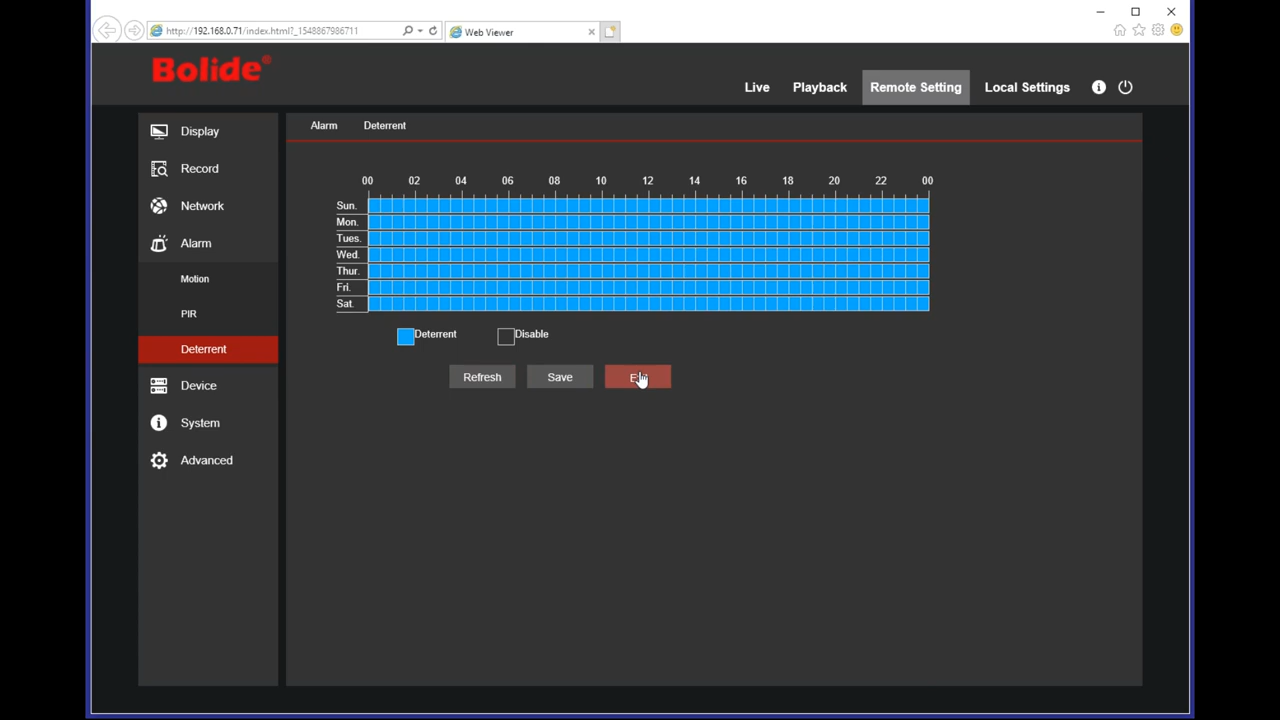 http://192.168.0.71/index.html?_1548867986711
Web Viewer
Bolide®
Live Playback Remote Setting Local Settings
Display
Record
Network
Alarm
Motion
PIR
Deterrent
Device
System
Advanced
Alarm Deterrent
00 02 04 06 08 10 12 14 16 18 20 22 00
Sun.
Mon.
Tues.
Wed.
Thur.
Fri.
Sat.
Deterrent Disable
Refresh Save